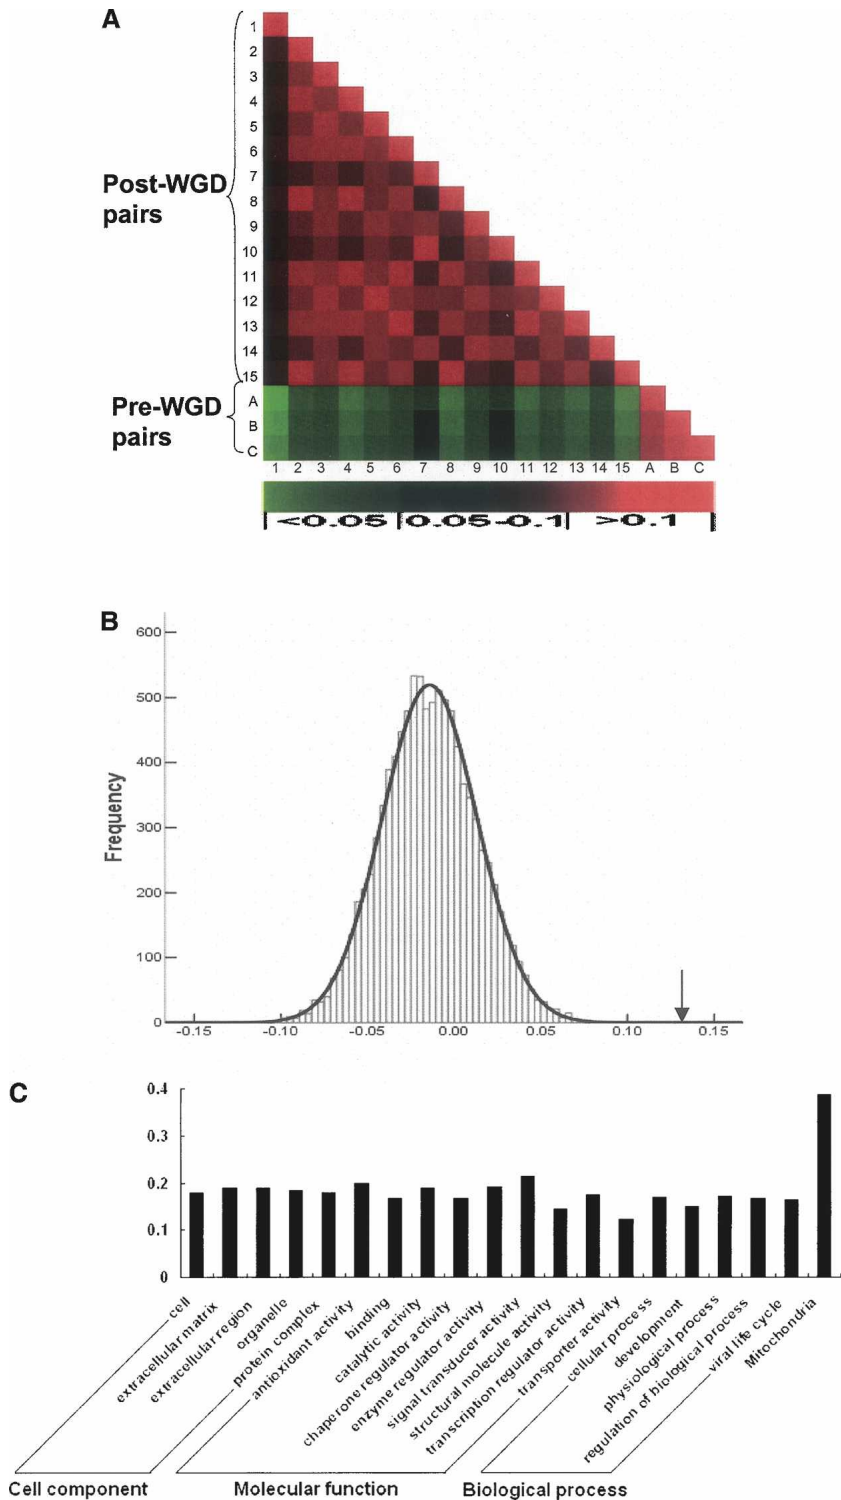 A
1
2
3
4
5
6
7
8
9
10
11
12
13
14
15
A
B
C
Post-WGD
pairs
Pre-WGD
pairs
1 2 3 4 5 6 7 8 9 10 11 12 13 14 15 A B C
<0.05 0.05-0.1 >0.1
B
600
500
400
300
200
100
0
Frequency
-0.15 -0.10 -0.05 0.00 0.05 0.10 0.15
C
0.4
0.3
0.2
0.1
0
cell
extracellular matrix
extracellular region
organelle
protein complex
antioxidant activity
binding
catalytic activity
chaperone regulator activity
enzyme regulator activity
signal transducer activity
structural molecule activity
transcription regulator activity
transporter activity
cellular process
development
physiological process
regulation of biological process
viral life cycle
Mitochondria
Cell component Molecular function Biological process